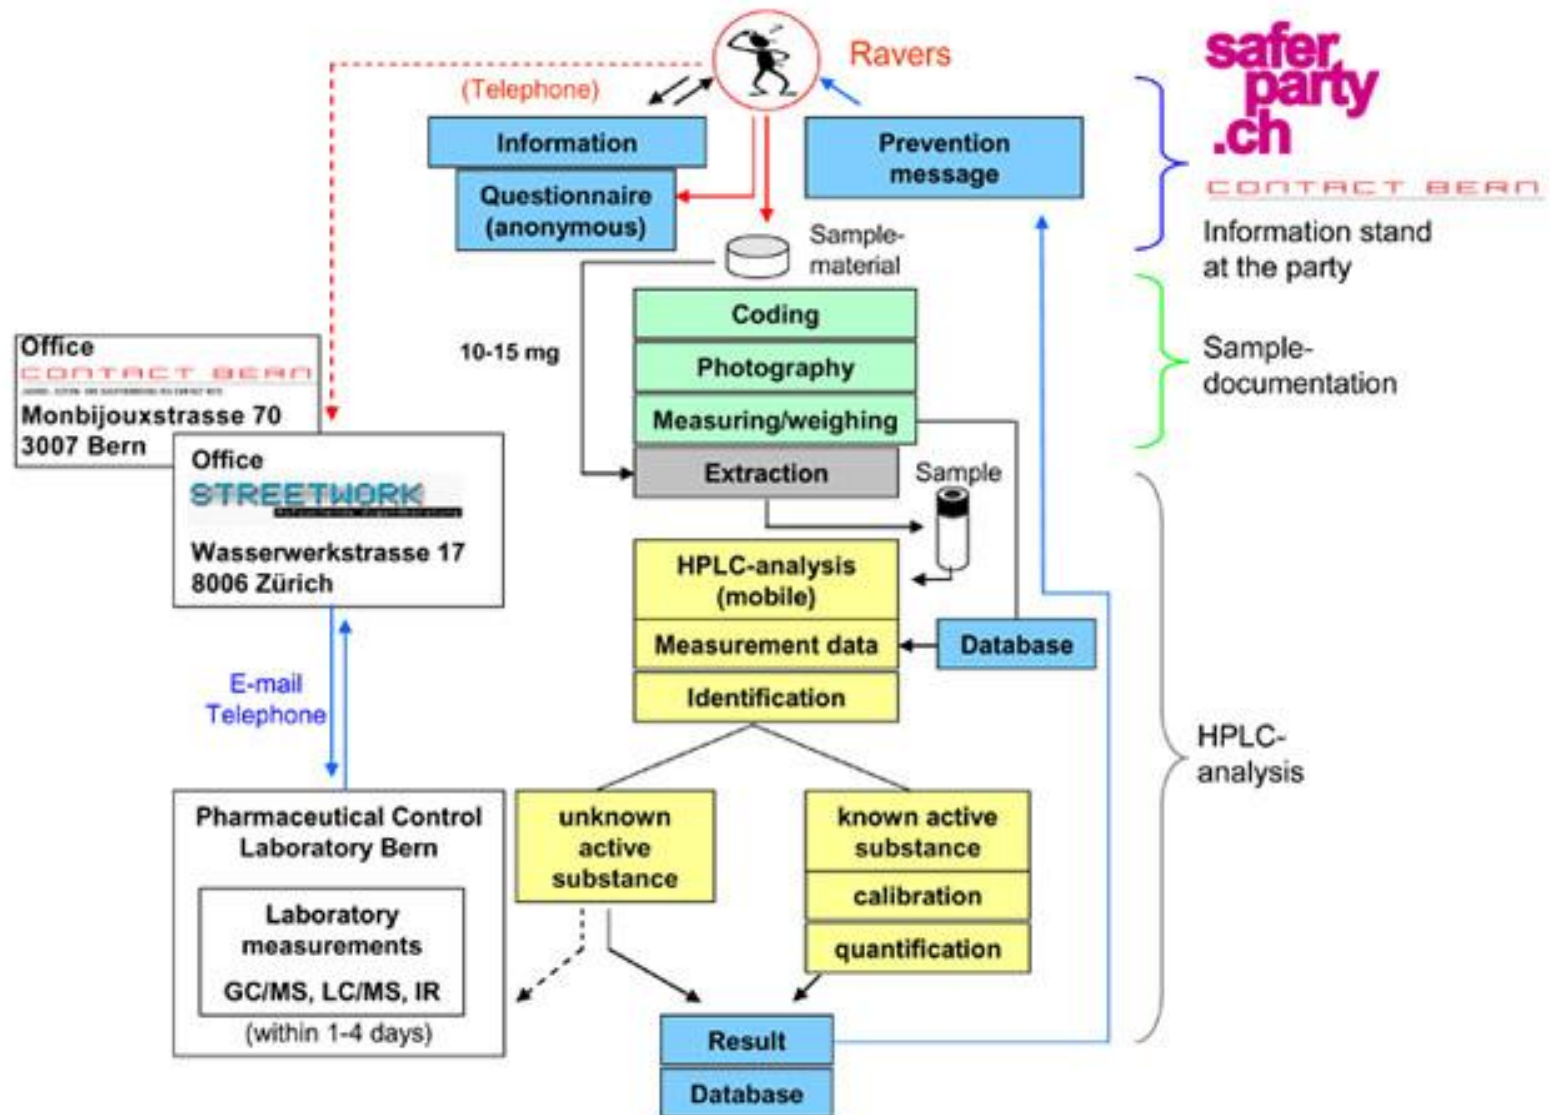 Ravers
safer
party
.ch
(Telephone)
Information
Questionnaire
(anonymous)
Prevention
message
CONTACT BERN
Information stand
at the party
Sample-
material
Coding
Photography
Measuring/weighing
Extraction
10-15 mg
Sample-
documentation
Office
CONTACT BERN
Monbijouxstrasse 70
3007 Bern
Office
STREETWORK
Wasserwerkstrasse 17
8006 Zürich
Sample
HPLC-analysis
(mobile)
Measurement data
Identification
Database
E-mail
Telephone
HPLC-
analysis
Pharmaceutical Control
Laboratory Bern
Laboratory
measurements
GC/MS, LC/MS, IR
(within 1-4 days)
unknown
active
substance
known active
substance
calibration
quantification
Result
Database